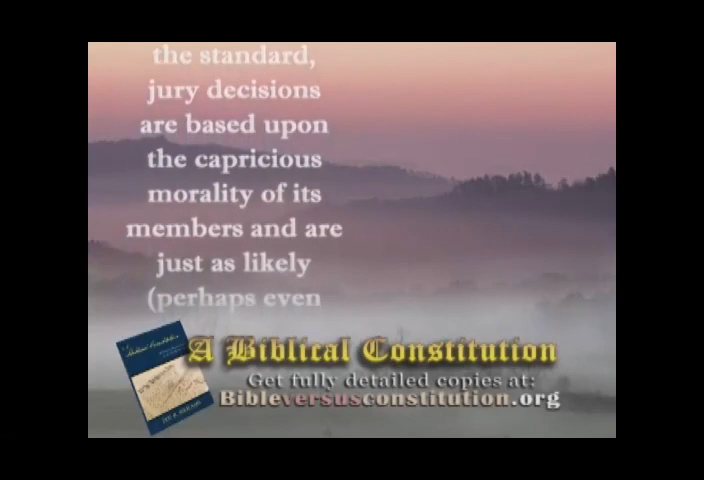 the standard,
jury decisions
are based upon
the capricious
morality of its
members and are
just as likely
(perhaps even
A Biblical Constitution
Get fully detailed copies at:
Bibleversusconstitution.org